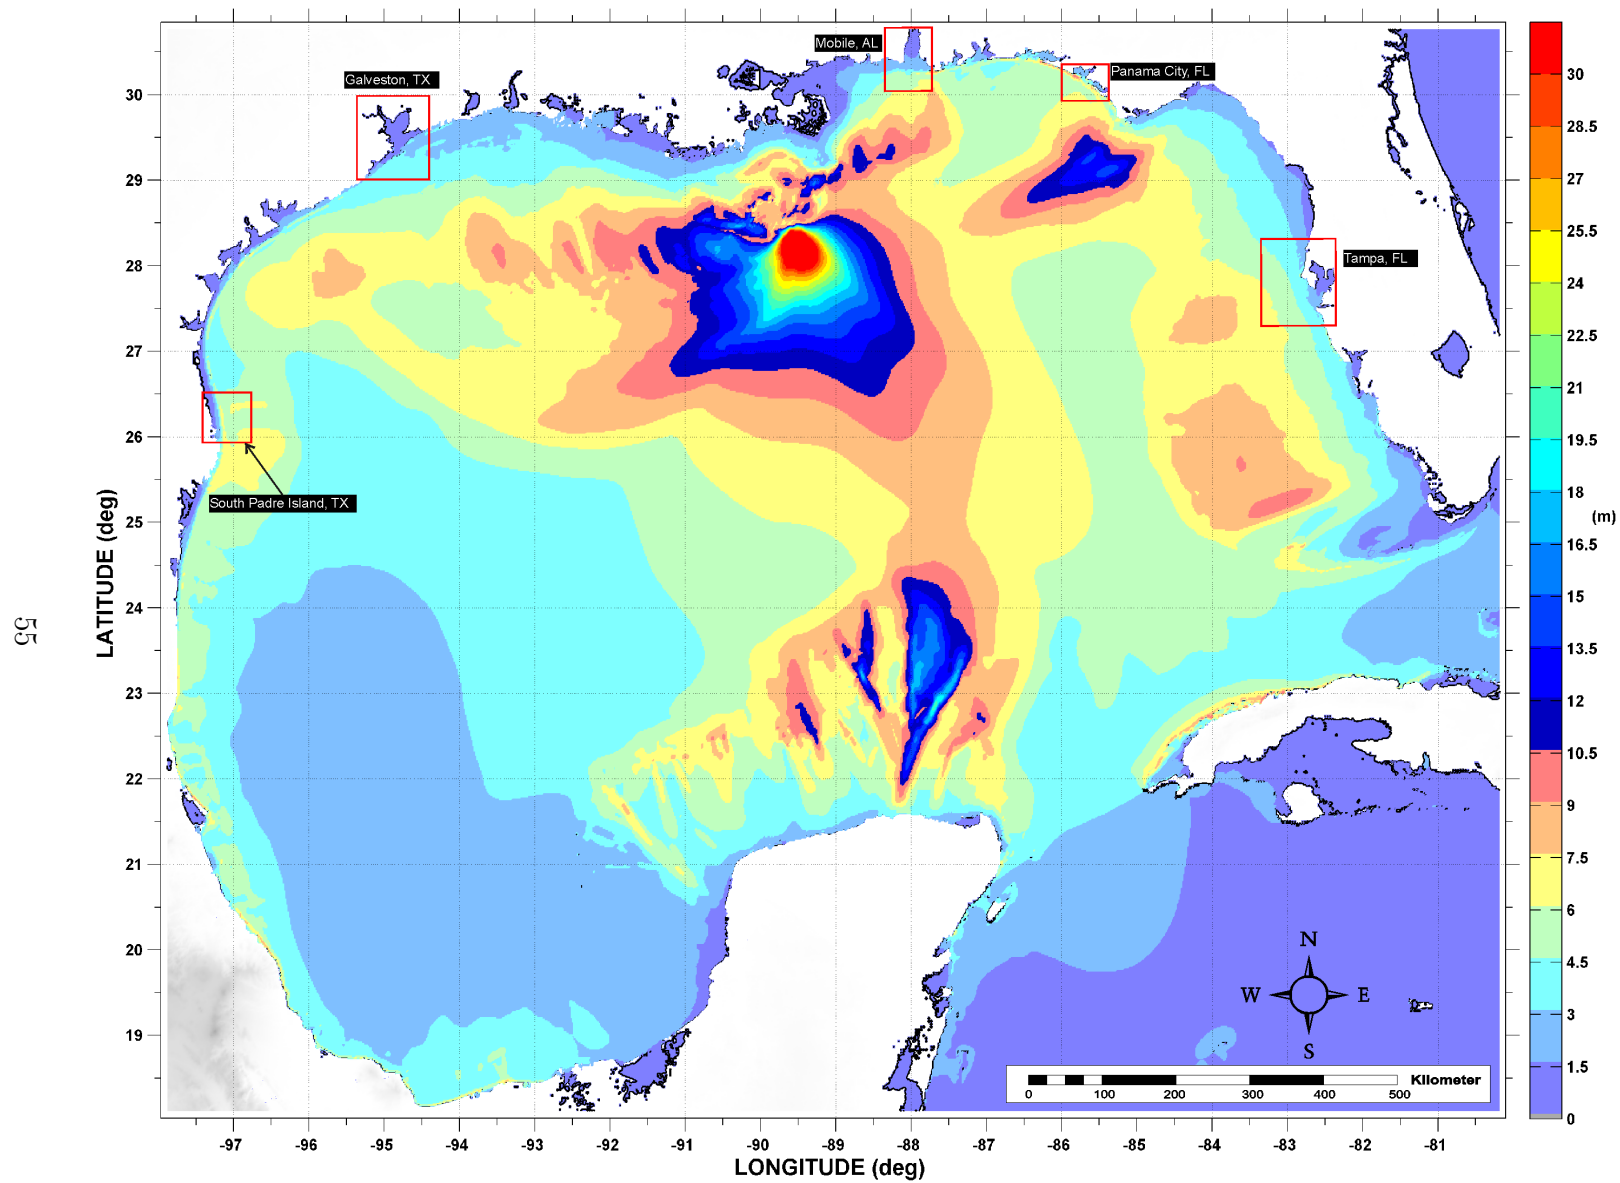 Mobile, AL
Galveston, TX
Panama City, FL
Tampa, FL
South Padre Island, TX
30
29
28
27
26
25
24
23
22
21
20
19
LATITUDE (deg)
-97 -96 -95 -94 -93 -92 -91 -90 -89 -88 -87 -86 -85 -84 -83 -82 -81
LONGITUDE (deg)
N
W E
S
Kilometer
0 100 200 300 400 500
30
28.5
27
25.5
24
22.5
21
19.5
18
(m)
16.5
15
13.5
12
10.5
9
7.5
6
4.5
3
1.5
0
55